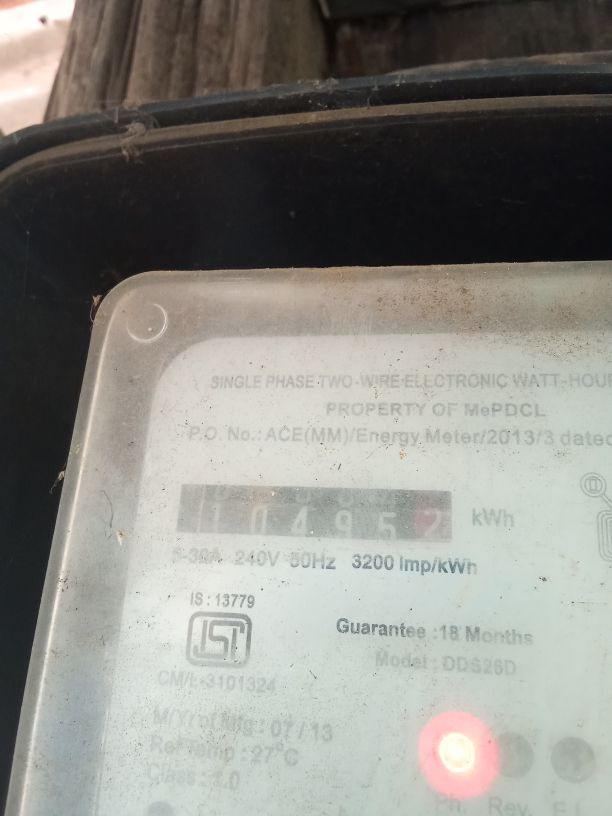 SINGLE PHASE TWO-WIRE ELECTRONIC WATT-HOUR
PROPERTY OF MePDCL
P.O. No.: ACE(MM)/Energy Meter/2013/3 dated
104952 kWh
5-30A 240V 50Hz 3200 Imp/kWh
IS : 13779
ISI
Guarantee : 18 Months
Model : DDS26D
CM/L-3101324
M/Yr of Mfg : 07 / 13
Ref Temp : 27°C
Class : 1.0
Ph. Rev. E.L.